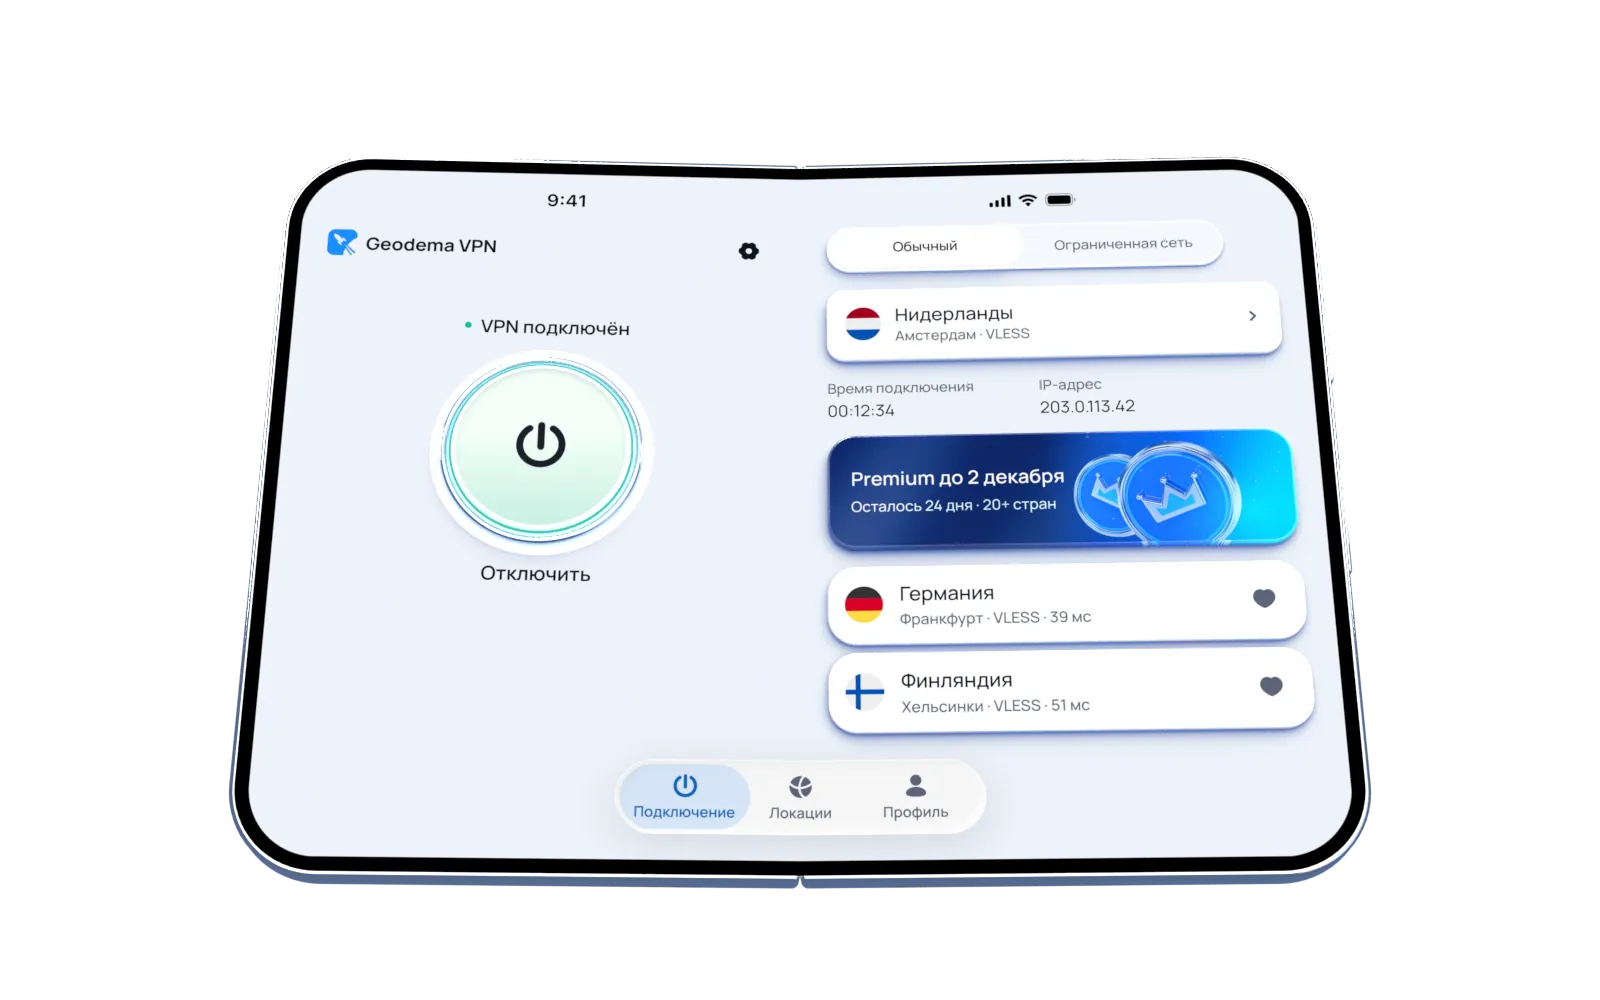 9:41
Geodema VPN
VPN подключён
Отключить
Обычный
Ограниченная сеть
Нидерланды
Амстердам · VLESS
Время подключения
00:12:34
IP-адрес
203.0.113.42
Premium до 2 декабря
Осталось 24 дня · 20+ стран
Германия
Франкфурт · VLESS · 39 мс
Финляндия
Хельсинки · VLESS · 51 мс
Подключение
Локации
Профиль